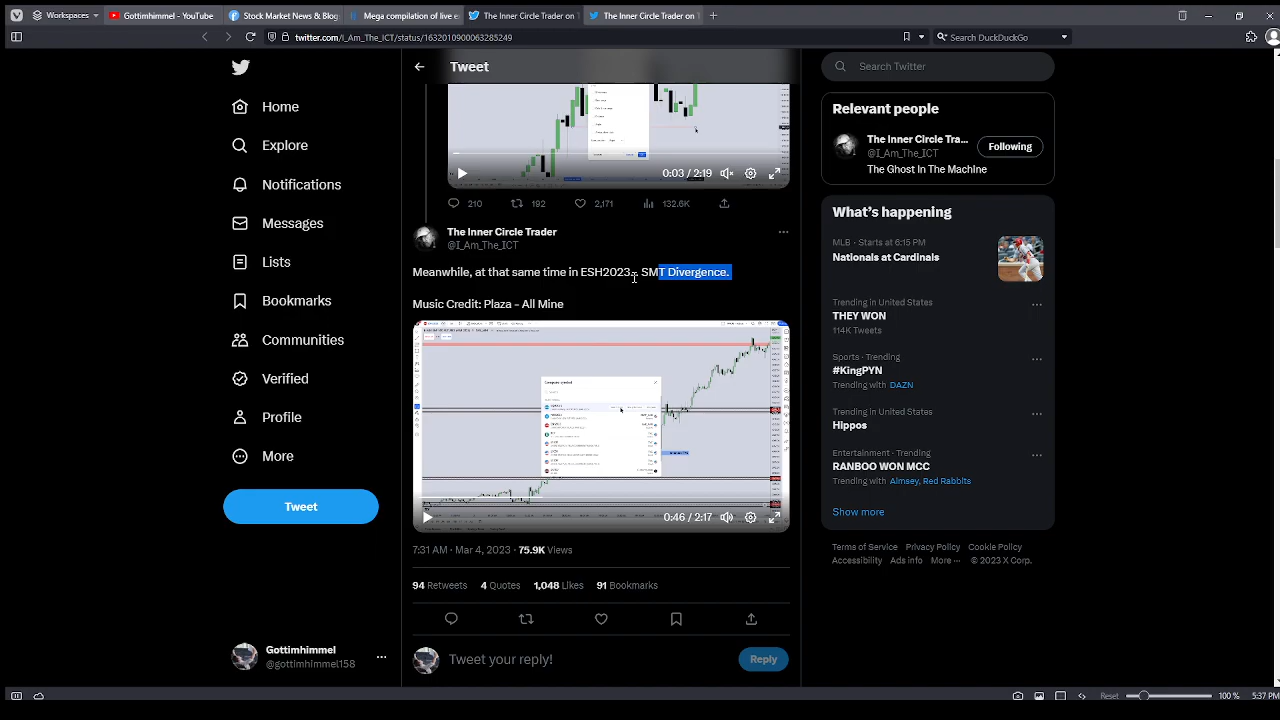 Workspaces
Gottimhimmel - YouTube
Stock Market News & Blog
Mega compilation of live e
The Inner Circle Trader on T
The Inner Circle Trader on T
twitter.com/I_Am_The_ICT/status/1632010900063285249
Search DuckDuckGo
Home
Explore
Notifications
Messages
Lists
Bookmarks
Communities
Verified
Profile
More
Tweet
Gottimhimmel
@gottimhimmel158
Tweet
0:03 / 2:19
210
192
2,171
132.6K
The Inner Circle Trader
@I_Am_The_ICT
Meanwhile, at that same time in ESH2023... SMT Divergence.
Music Credit: Plaza - All Mine
Compare symbol
0:46 / 2:17
7:31 AM · Mar 4, 2023 · 75.9K Views
94 Retweets 4 Quotes 1,048 Likes 91 Bookmarks
Tweet your reply!
Reply
Search Twitter
Relevant people
The Inner Circle Tra...
@I_Am_The_ICT
Following
The Ghost In The Machine
What's happening
MLB · Starts at 6:15 PM
Nationals at Cardinals
Trending in United States
THEY WON
114K Tweets
Sports · Trending
#KingPYN
Trending with DAZN
Trending
Entertainment · Trending
Trending with Almsey, Red Rabbits
Show more
Terms of Service Privacy Policy Cookie Policy
Accessibility Ads info More ··· © 2023 X Corp.
Reset
100 %
5:37 PM